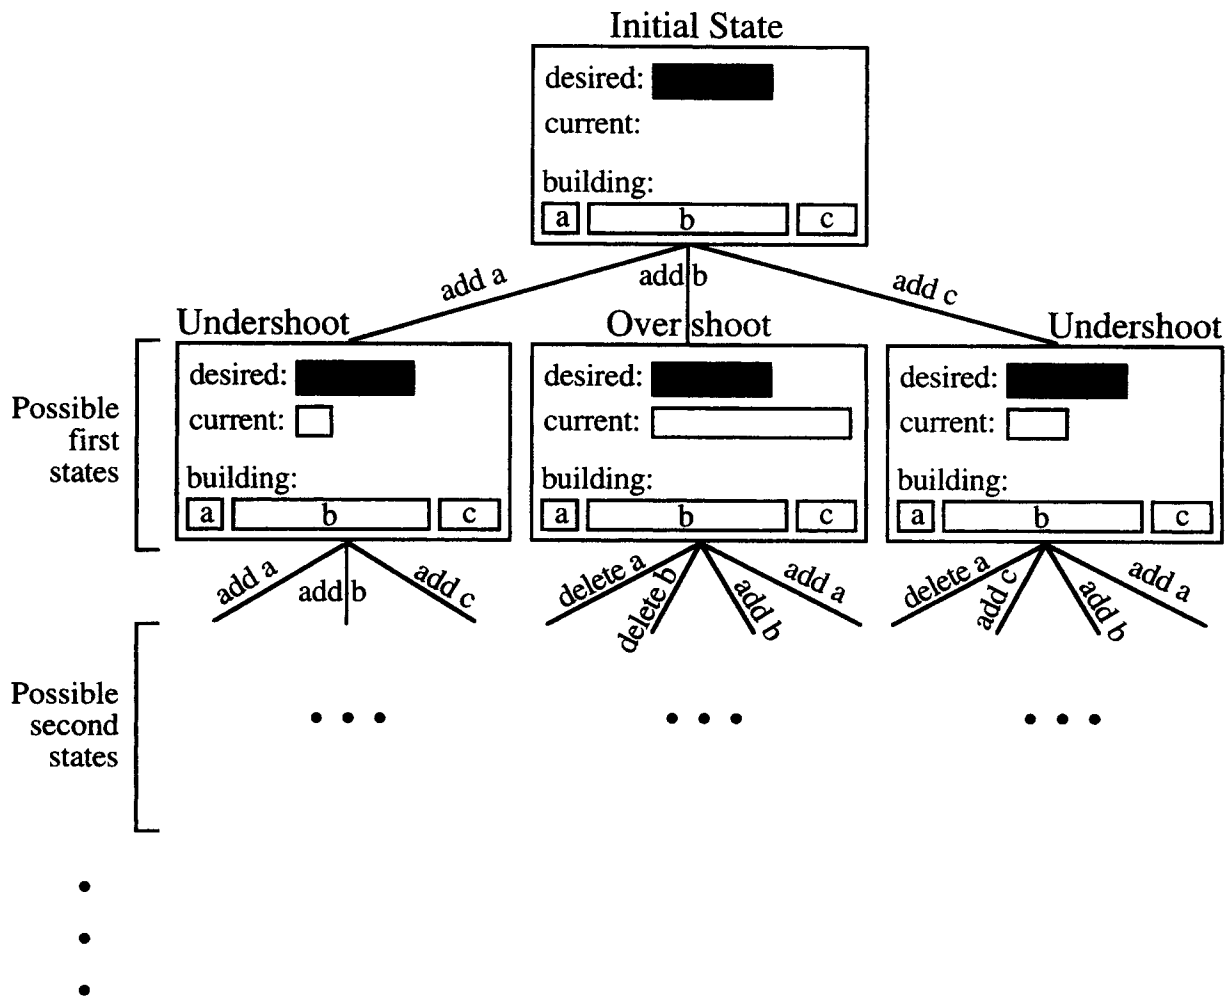 Initial State
desired:
current:
building:
a b c
add a add b add c
Undershoot Over shoot Undershoot
Possible first states
desired:
current:
building:
a b c
desired:
current:
building:
a b c
desired:
current:
building:
a b c
add a add b add c
delete a delete b add b add a
delete a add c add b add a
Possible second states